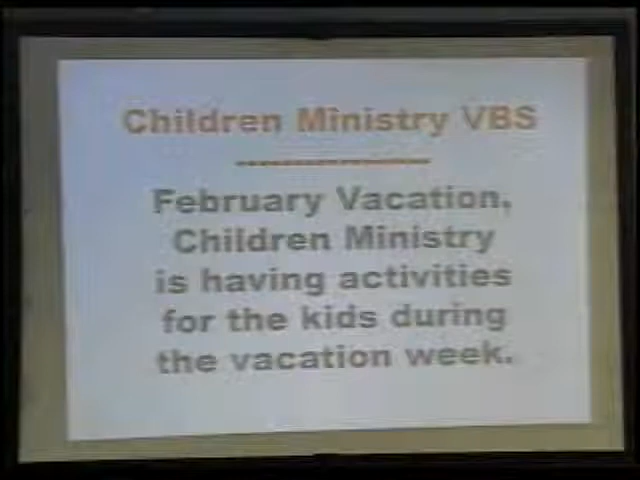 Children Ministry VBS
February Vacation,
Children Ministry
is having activities
for the kids during
the vacation week.